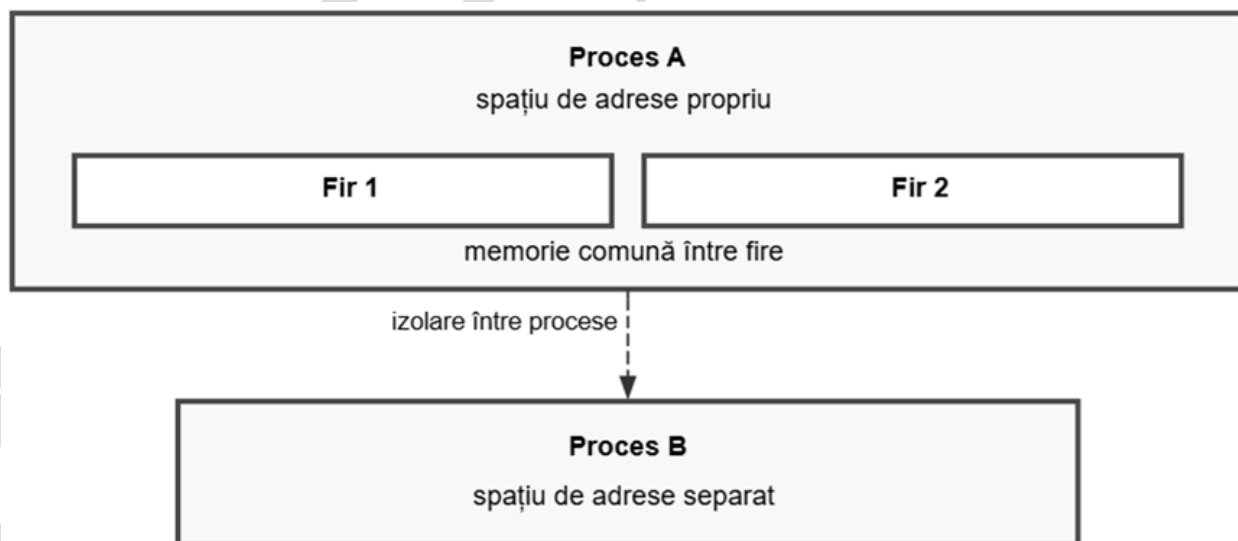 Proces A
spațiu de adrese propriu
Fir 1
Fir 2
memorie comună între fire
izolare între procese
Proces B
spațiu de adrese separat